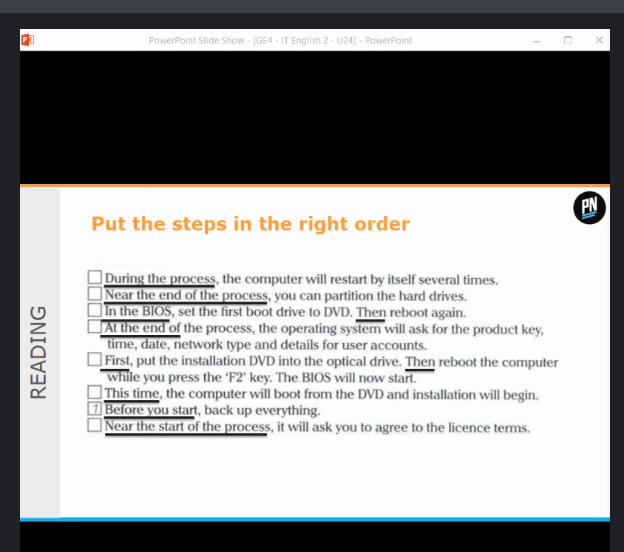 PowerPoint Slide Show - [GE4 - IT English 2 - U24] - PowerPoint
PN
Put the steps in the right order
READING
During the process, the computer will restart by itself several times.
Near the end of the process, you can partition the hard drives.
In the BIOS, set the first boot drive to DVD. Then reboot again.
At the end of the process, the operating system will ask for the product key,
time, date, network type and details for user accounts.
First, put the installation DVD into the optical drive. Then reboot the computer
while you press the ‘F2’ key. The BIOS will now start.
This time, the computer will boot from the DVD and installation will begin.
1 Before you start, back up everything.
Near the start of the process, it will ask you to agree to the licence terms.